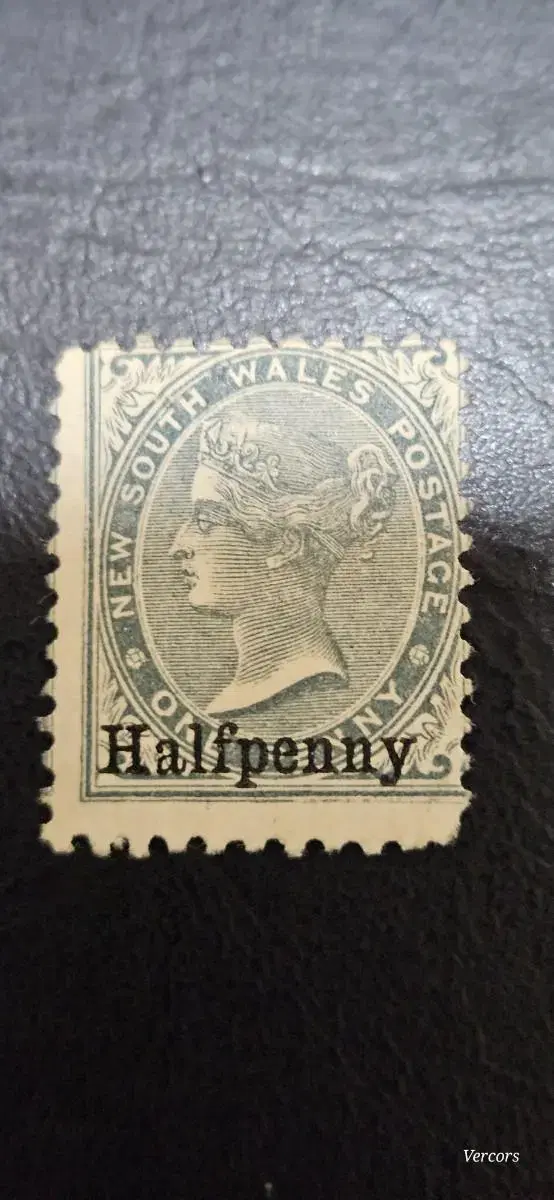 NEW SOUTH WALES POSTAGE
Halfpenny
Vercors